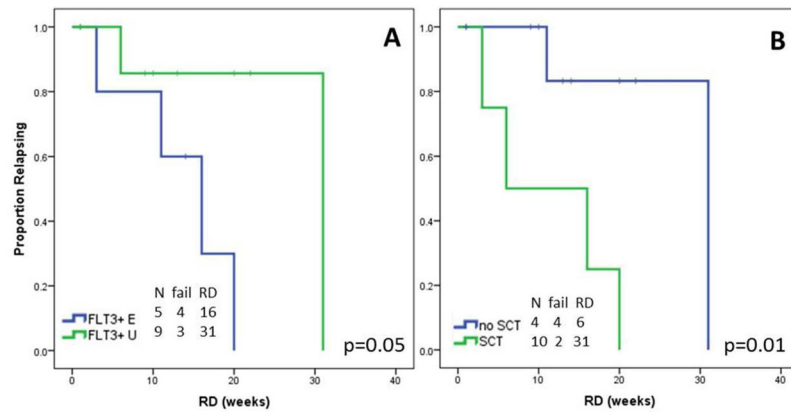 A
1.0
0.8
0.6
0.4
0.2
0.0
Proportion Relapsing
N fail RD
FLT3+ E 5 4 16
FLT3+ U 9 3 31
p=0.05
0 10 20 30 40
RD (weeks)
B
1.0
0.8
0.6
0.4
0.2
0.0
N fail RD
no SCT 4 4 6
SCT 10 2 31
p=0.01
0 10 20 30 40
RD (weeks)